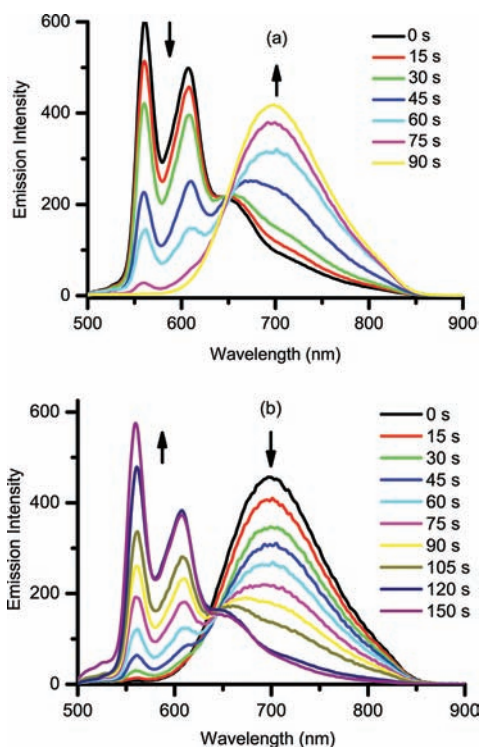 (a)
Emission Intensity
600
400
200
0
500 600 700 800 900
Wavelength (nm)
0 s
15 s
30 s
45 s
60 s
75 s
90 s
(b)
Emission Intensity
600
400
200
0
500 600 700 800 900
Wavelength (nm)
0 s
15 s
30 s
45 s
60 s
75 s
90 s
105 s
120 s
150 s